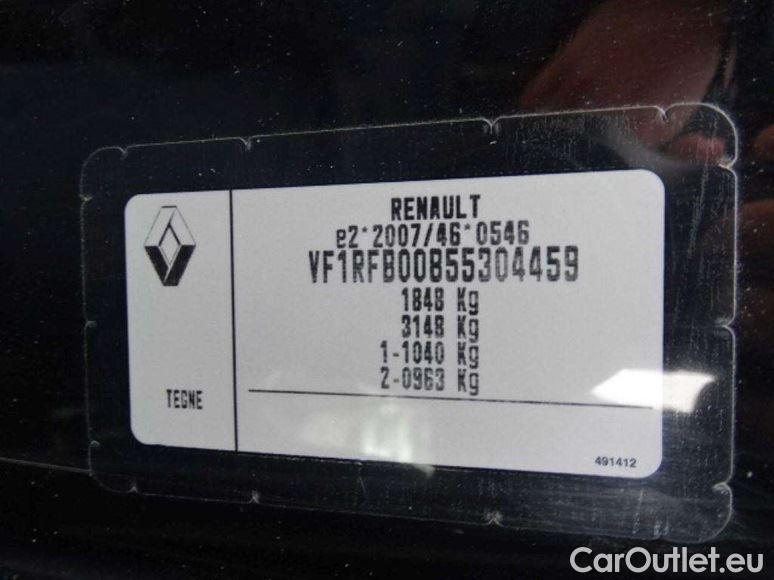 RENAULT
e2*2007/46*0546
VF1RFB00855304459
1848 Kg
3148 Kg
1-1040 Kg
2-0963 Kg
TEGNE
491412
CarOutlet.eu